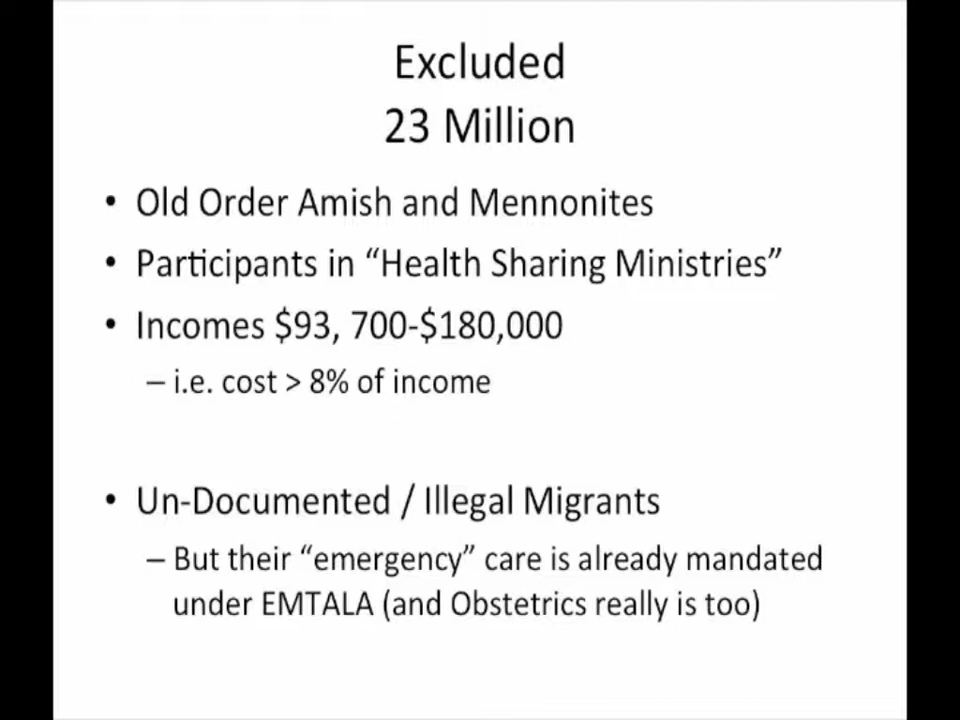 Excluded
23 Million
• Old Order Amish and Mennonites
• Participants in “Health Sharing Ministries”
• Incomes $93, 700-$180,000
– i.e. cost > 8% of income
• Un-Documented / Illegal Migrants
– But their “emergency” care is already mandated
under EMTALA (and Obstetrics really is too)